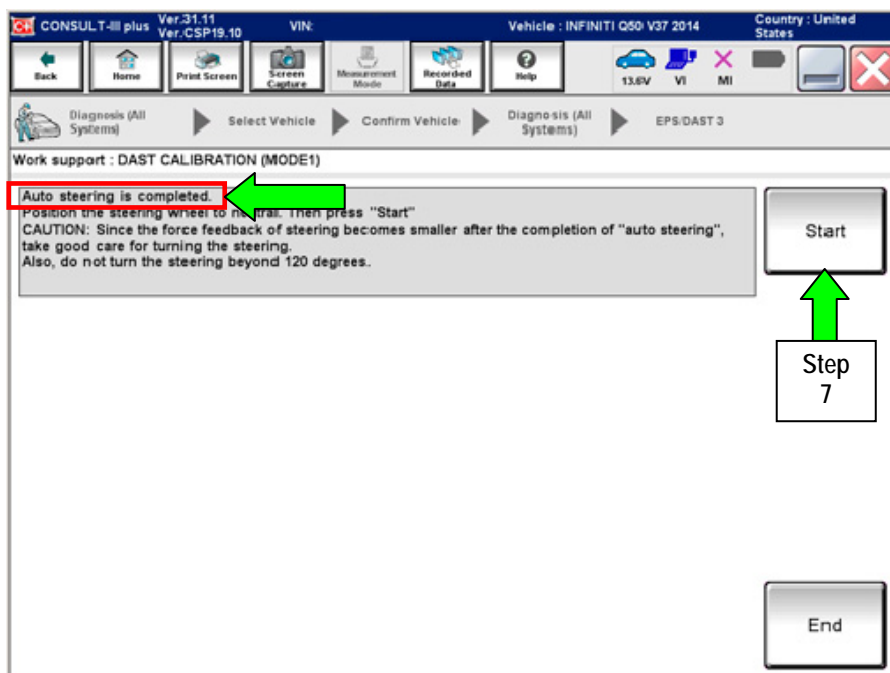 CONSULT-III plus Ver.31.11 VIN: Vehicle : INFINITI Q50 V37 2014 Country : United
Ver.CSP19.10 States
Back Home Print Screen Screen Capture Measurement Mode Recorded Data Help 13.6V VI MI
Diagnosis (All Systems) Select Vehicle Confirm Vehicle Diagnosis (All Systems) EPS/DAST 3
Work support : DAST CALIBRATION (MODE1)
Auto steering is completed.
Position the steering wheel to neutral. Then press "Start"
CAUTION: Since the force feedback of steering becomes smaller after the completion of "auto steering",
take good care for turning the steering.
Also, do not turn the steering beyond 120 degrees..
Start
Step
7
End